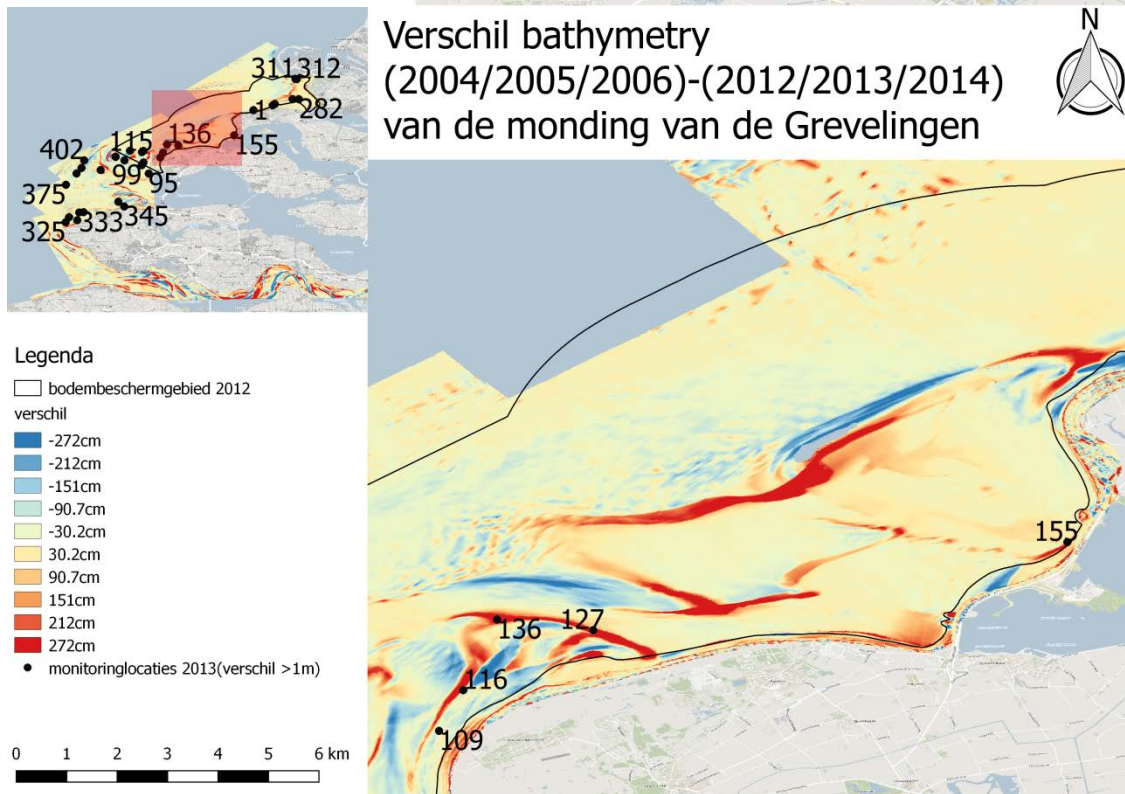 Verschil bathymetry
(2004/2005/2006)-(2012/2013/2014)
van de monding van de Grevelingen
N
311312
1
282
136
155
115
402
99
95
375
333
345
325
Legenda
bodembeschermgebied 2012
verschil
-272cm
-212cm
-151cm
-90.7cm
-30.2cm
30.2cm
90.7cm
151cm
212cm
272cm
monitoringlocaties 2013(verschil >1m)
0 1 2 3 4 5 6 km
155
127
136
116
109